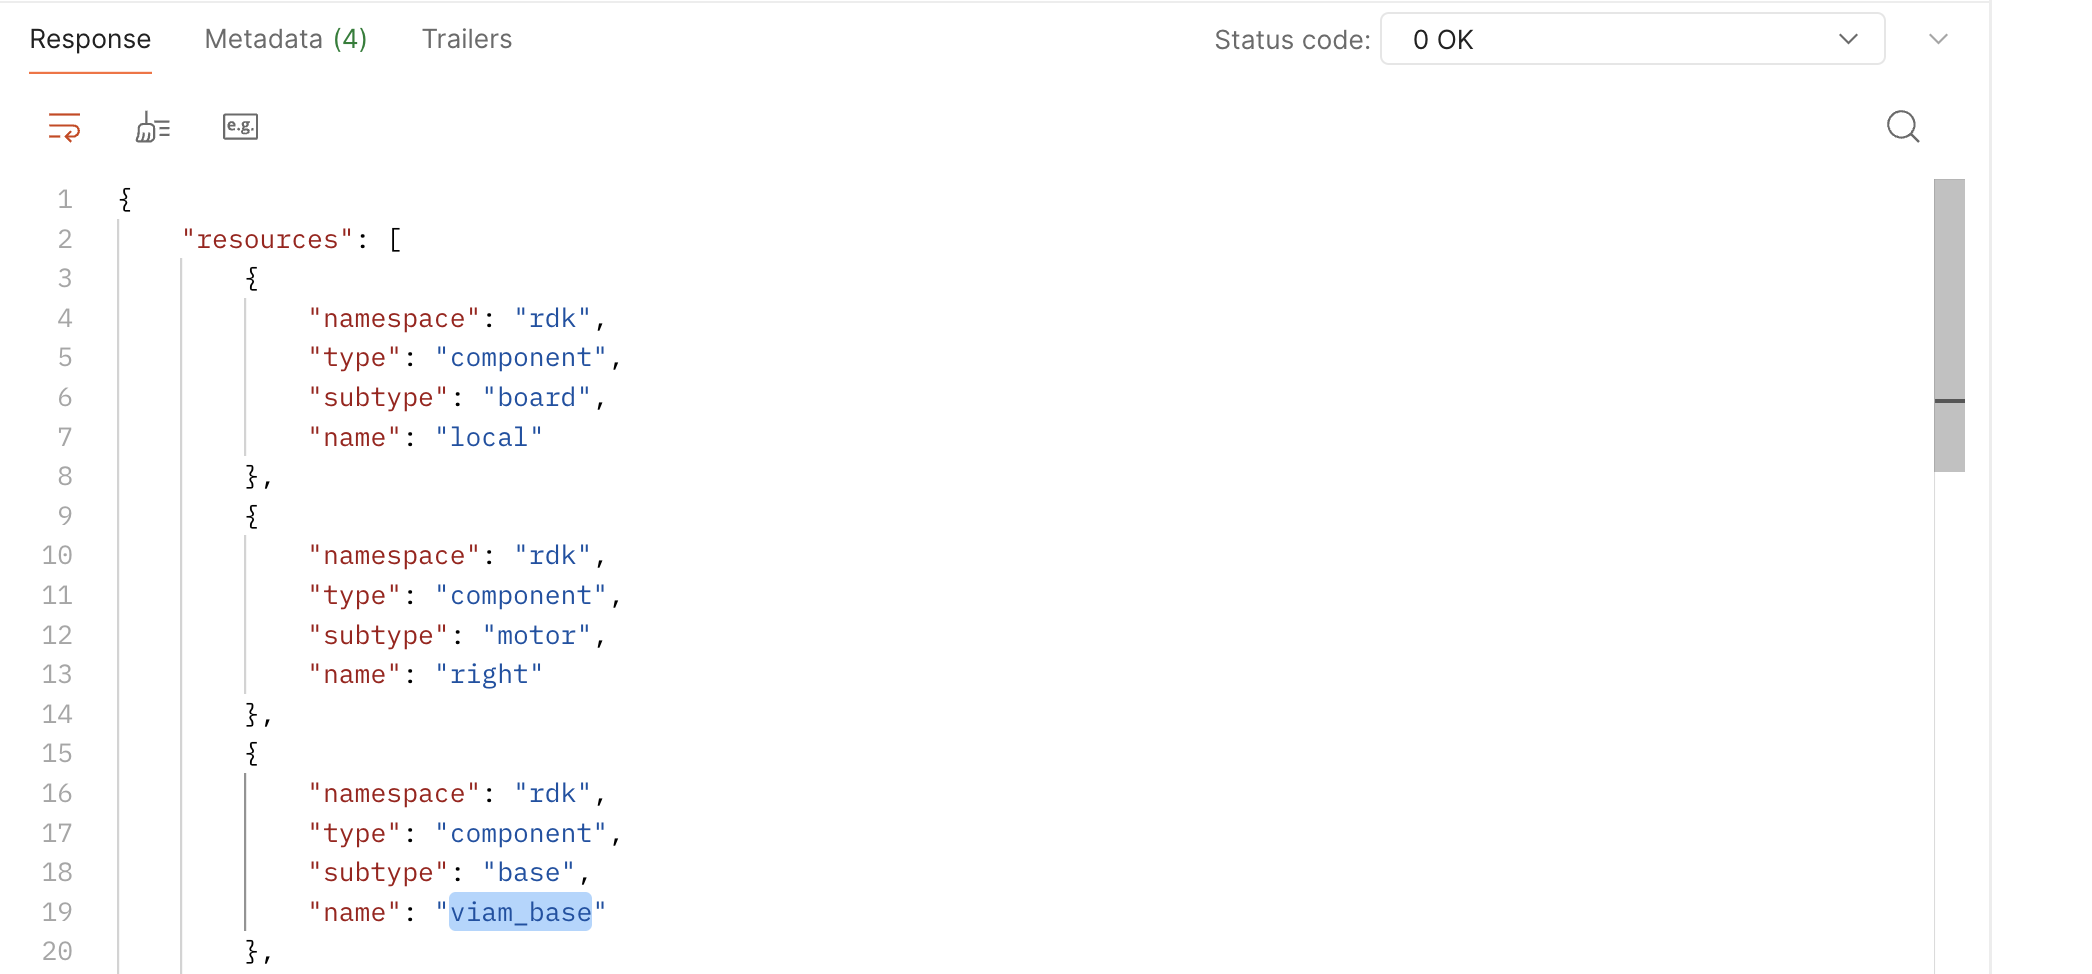 Response Metadata (4) Trailers Status code: 0 OK
e.g.
1 {
2 "resources": [
3 {
4 "namespace": "rdk",
5 "type": "component",
6 "subtype": "board",
7 "name": "local"
8 },
9 {
10 "namespace": "rdk",
11 "type": "component",
12 "subtype": "motor",
13 "name": "right"
14 },
15 {
16 "namespace": "rdk",
17 "type": "component",
18 "subtype": "base",
19 "name": "viam_base"
20 },